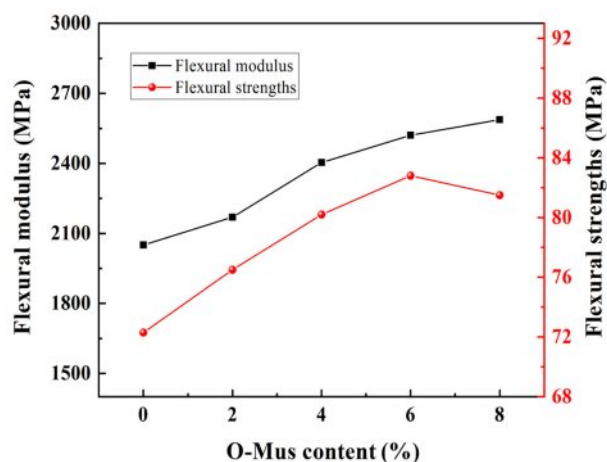 Flexural modulus (MPa)
3000
2700
2400
2100
1800
1500
Flexural modulus
Flexural strengths
92
88
84
80
76
72
68
Flexural strengths (MPa)
0 2 4 6 8
O-Mus content (%)